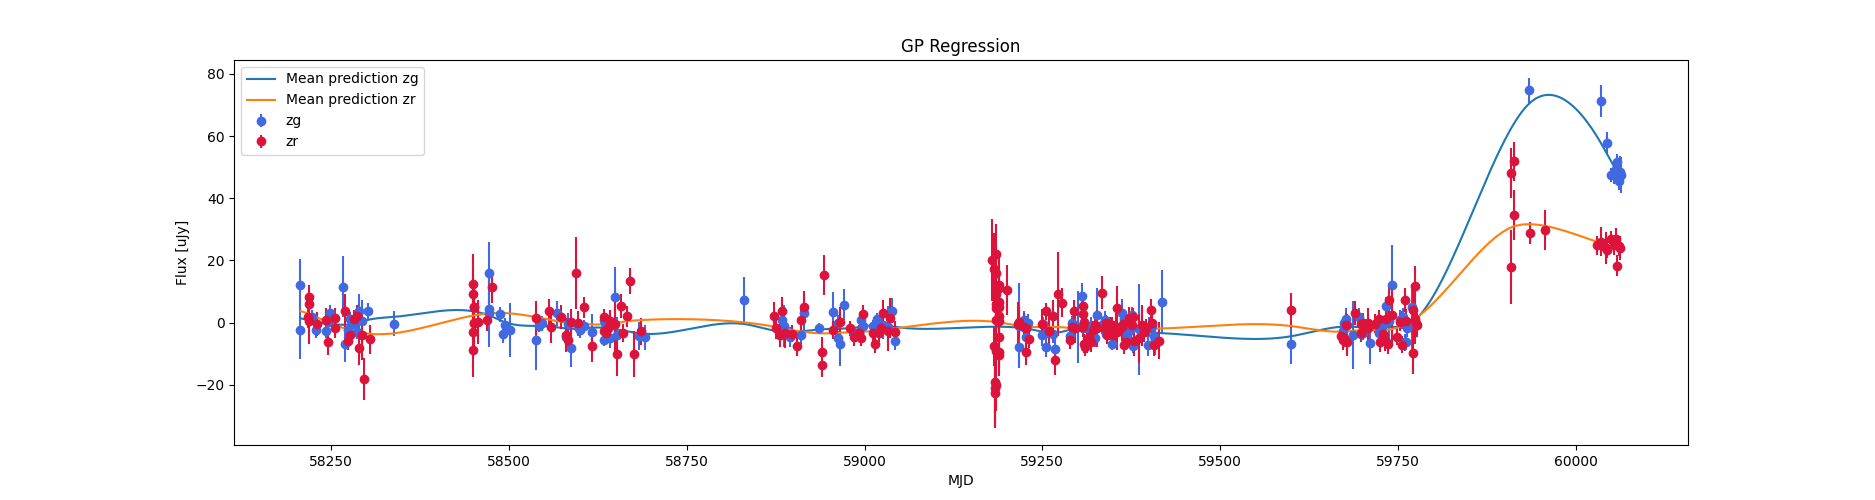 GP Regression
Mean prediction zg
Mean prediction zr
zg
zr
Flux [uJy]
80
60
40
20
0
−20
58250 58500 58750 59000 59250 59500 59750 60000
MJD